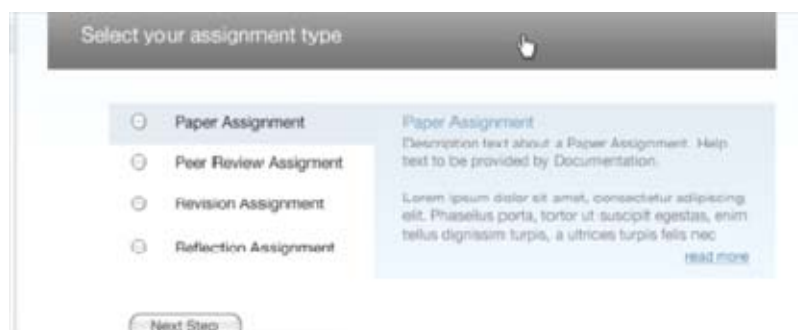 Select your assignment type
Paper Assignment
Peer Review Assigment
Revision Assignment
Reflection Assignment
Paper Assignment
Description text about a Paper Assignment. Help
text to be provided by Documentation.
Lorem ipsum dolor sit amet, consectetur adipiscing
elit. Phasellus porta, tortor ut suscipit egestas, enim
tellus dignissim turpis, a ultrices turpis felis nec
read more
Next Step